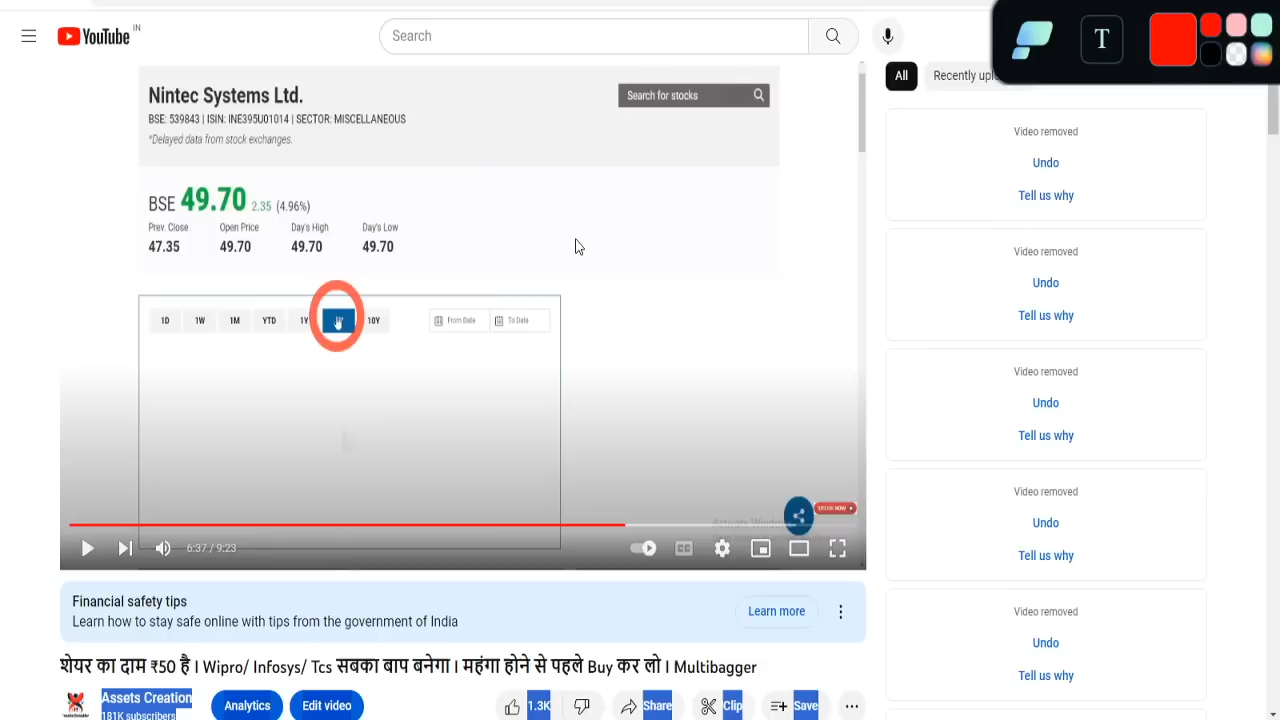 YouTube IN
Search
T
All
Recently
Nintec Systems Ltd.
Search for stocks
BSE: 539843 | ISIN: INE395U01014 | SECTOR: MISCELLANEOUS
*Delayed data from stock exchanges.
BSE 49.70 2.35 (4.96%)
Prev. Close Open Price Day's High Day's Low
47.35 49.70 49.70 49.70
1D 1W 1M YTD 1Y 10Y From Date To Date
6:37 / 9:23
CC
Video removed
Undo
Tell us why
Video removed
Undo
Tell us why
Video removed
Undo
Tell us why
Video removed
Undo
Tell us why
Video removed
Undo
Tell us why
Financial safety tips
Learn how to stay safe online with tips from the government of India
Learn more
शेयर का दाम ₹50 है I Wipro/ Infosys/ Tcs सबका बाप बनेगा I महंगा होने से पहले Buy कर लो I Multibagger
Assets Creation
181K subscribers
Analytics
Edit video
1.3K
Share
Clip
Save